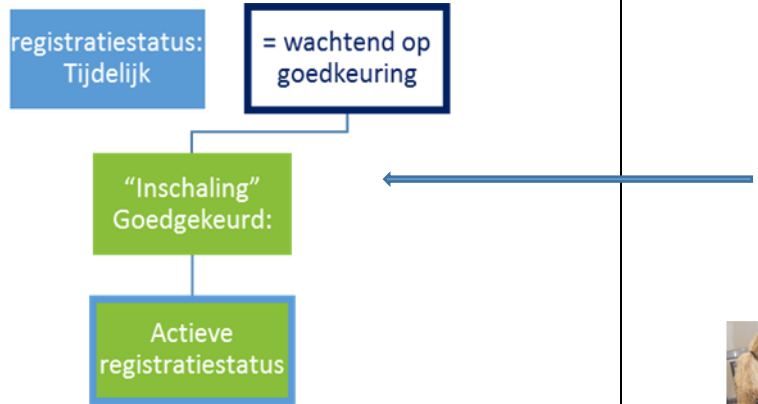 registratiestatus:
Tijdelijk
= wachtend op
goedkeuring
“Inschaling”
Goedgekeurd:
Actieve
registratiestatus